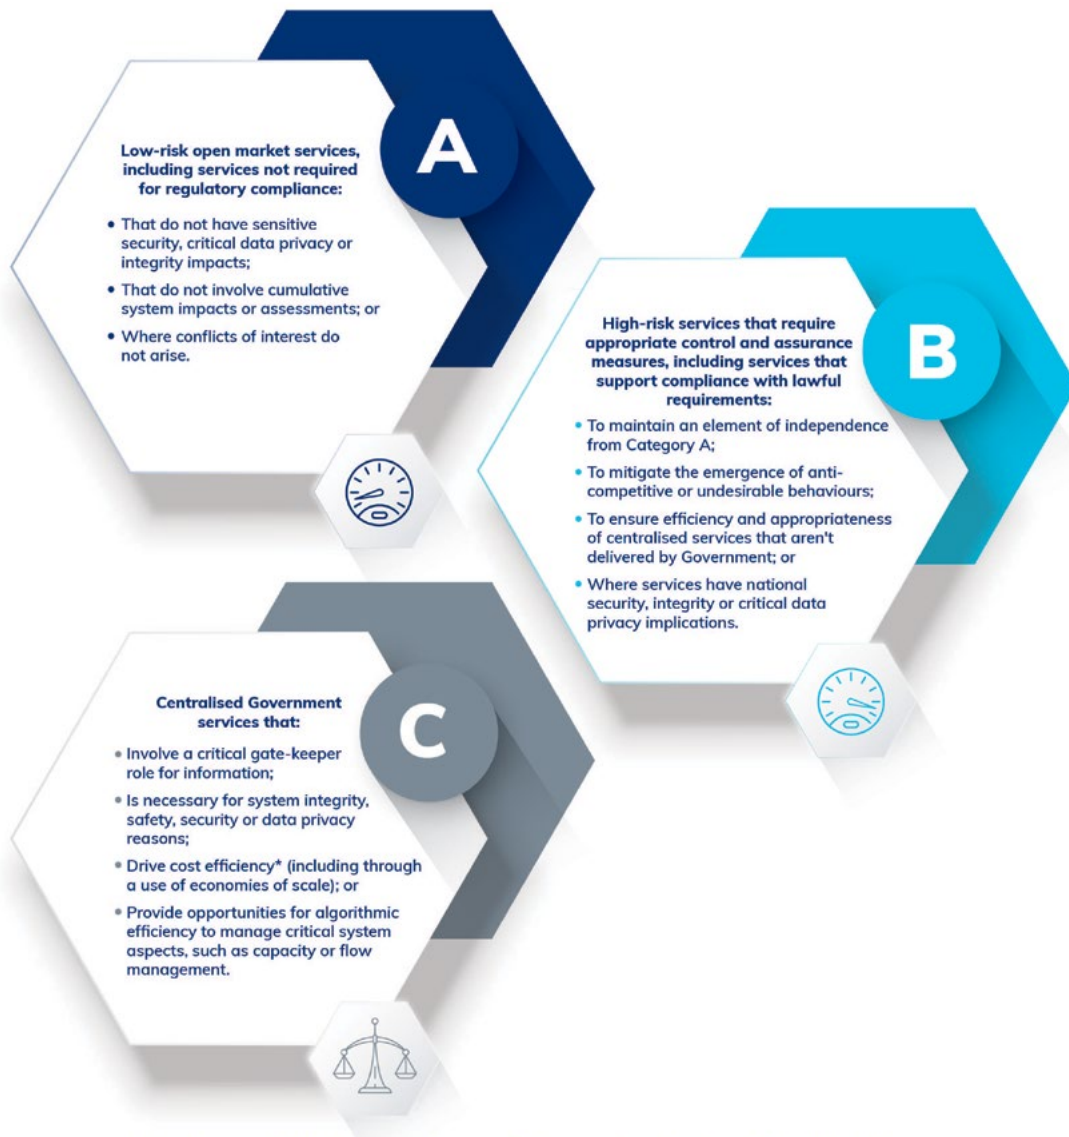 A
Low-risk open market services,
including services not required
for regulatory compliance:
• That do not have sensitive
security, critical data privacy or
integrity impacts;
• That do not involve cumulative
system impacts or assessments; or
• Where conflicts of interest do
not arise.
B
High-risk services that require
appropriate control and assurance
measures, including services that
support compliance with lawful
requirements:
• To maintain an element of independence
from Category A;
• To mitigate the emergence of anti-
competitive or undesirable behaviours;
• To ensure efficiency and appropriateness
of centralised services that aren't
delivered by Government; or
• Where services have national
security, integrity or critical data
privacy implications.
C
Centralised Government
services that:
• Involve a critical gate-keeper
role for information;
• Is necessary for system integrity,
safety, security or data privacy
reasons;
• Drive cost efficiency* (including through
a use of economies of scale); or
• Provide opportunities for algorithmic
efficiency to manage critical system
aspects, such as capacity or flow
management.